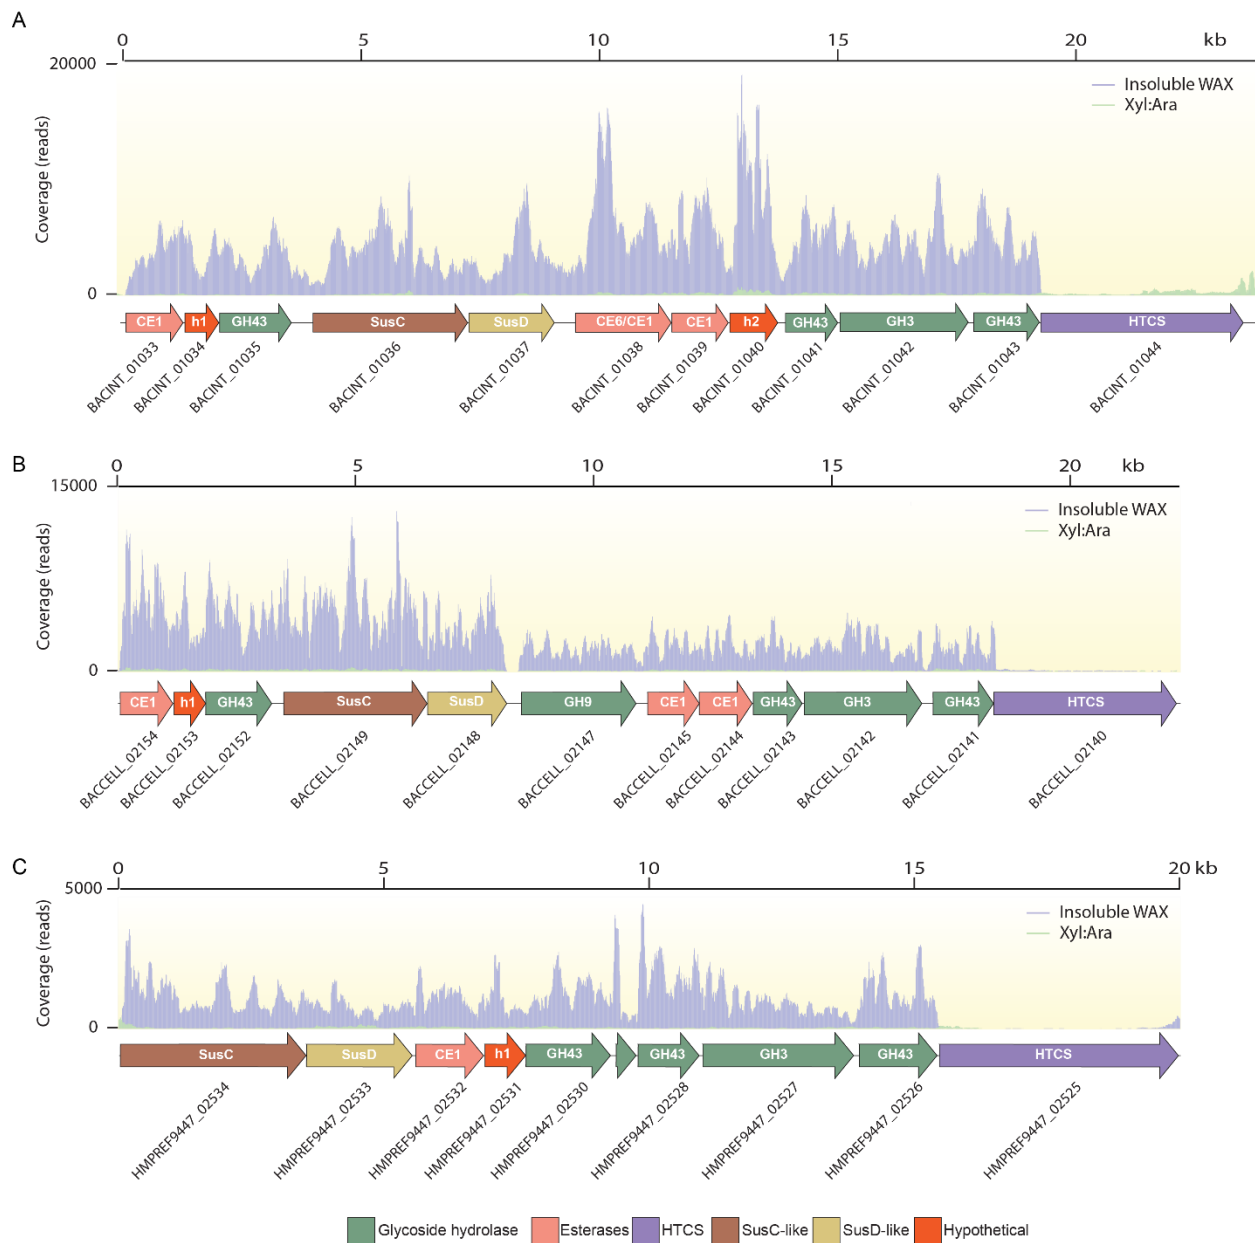 A
0 5 10 15 20 kb
20000
Insoluble WAX
Xyl:Ara
Coverage (reads)
0
CE1 h1 GH43 SusC SusD CE6/CE1 CE1 h2 GH43 GH3 GH43 HTCS
BACINT_01033 BACINT_01034 BACINT_01035 BACINT_01036 BACINT_01037 BACINT_01038 BACINT_01039 BACINT_01040 BACINT_01041 BACINT_01042 BACINT_01043 BACINT_01044
B
0 5 10 15 20 kb
15000
Insoluble WAX
Xyl:Ara
Coverage (reads)
0
CE1 h1 GH43 SusC SusD GH9 CE1 CE1 GH43 GH3 GH43 HTCS
BACCELL_02154 BACCELL_02153 BACCELL_02152 BACCELL_02149 BACCELL_02148 BACCELL_02147 BACCELL_02145 BACCELL_02144 BACCELL_02143 BACCELL_02142 BACCELL_02141 BACCELL_02140
C
0 5 10 15 20 kb
5000
Insoluble WAX
Xyl:Ara
Coverage (reads)
0
SusC SusD CE1 h1 GH43 GH43 GH3 GH43 HTCS
HMPREF9447_02534 HMPREF9447_02533 HMPREF9447_02532 HMPREF9447_02531 HMPREF9447_02530 HMPREF9447_02528 HMPREF9447_02527 HMPREF9447_02526 HMPREF9447_02525
Glycoside hydrolase Esterases HTCS SusC-like SusD-like Hypothetical